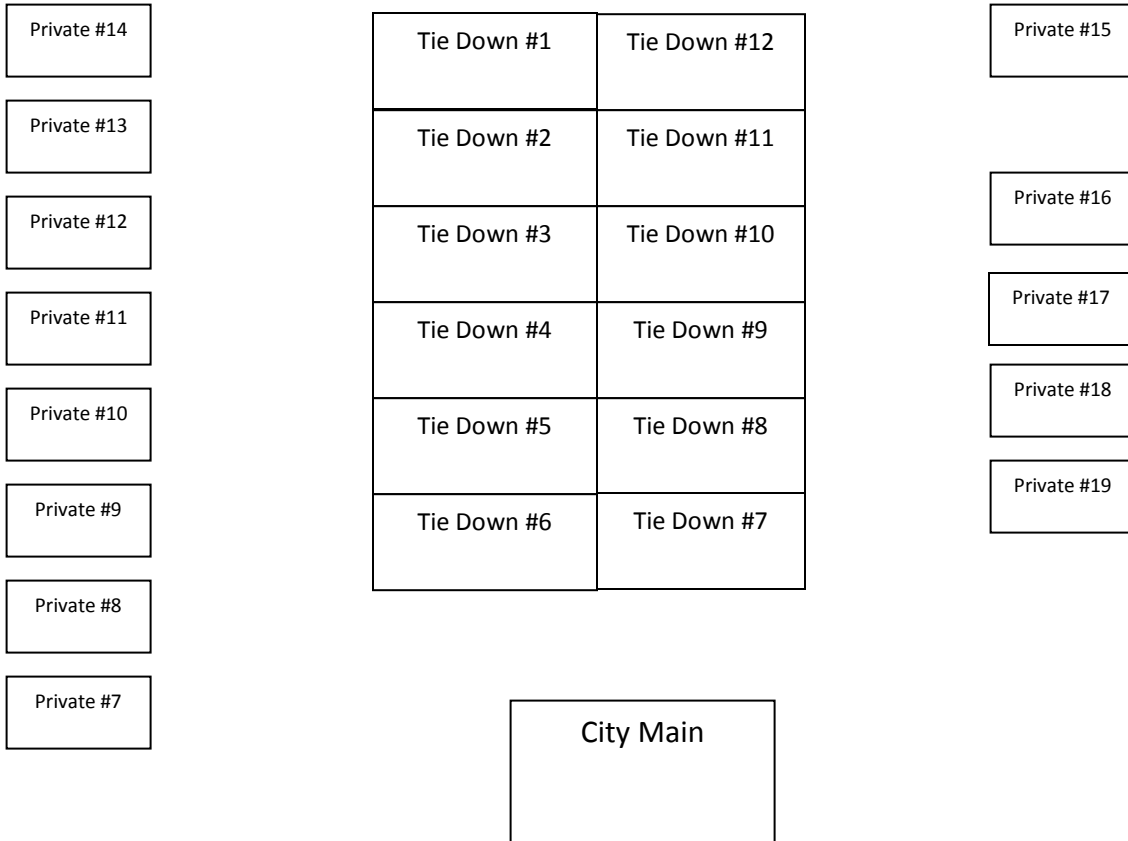 Private #14
Private #13
Private #12
Private #11
Private #10
Private #9
Private #8
Private #7
Tie Down #1
Tie Down #12
Tie Down #2
Tie Down #11
Tie Down #3
Tie Down #10
Tie Down #4
Tie Down #9
Tie Down #5
Tie Down #8
Tie Down #6
Tie Down #7
City Main
Private #15
Private #16
Private #17
Private #18
Private #19